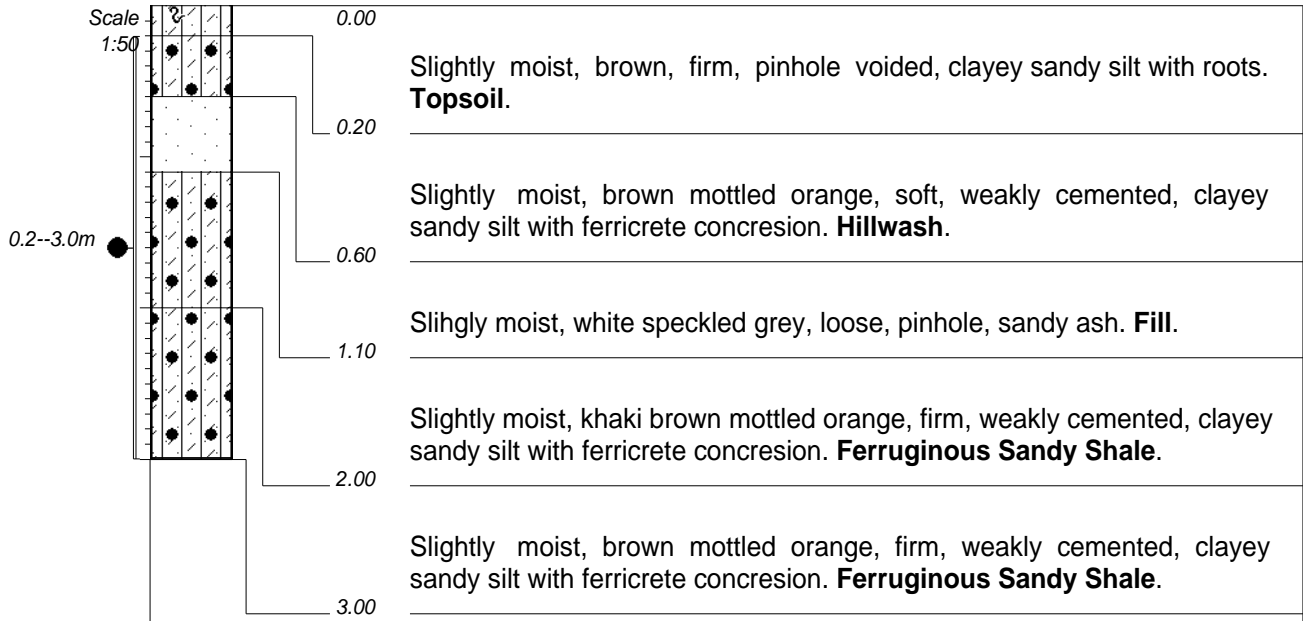 Scale
1:50
0.00
Slightly moist, brown, firm, pinhole voided, clayey sandy silt with roots.
Topsoil.
0.20
Slightly moist, brown mottled orange, soft, weakly cemented, clayey
sandy silt with ferricrete concresion. Hillwash.
0.2--3.0m
0.60
Slihgly moist, white speckled grey, loose, pinhole, sandy ash. Fill.
1.10
Slightly moist, khaki brown mottled orange, firm, weakly cemented, clayey
sandy silt with ferricrete concresion. Ferruginous Sandy Shale.
2.00
Slightly moist, brown mottled orange, firm, weakly cemented, clayey
sandy silt with ferricrete concresion. Ferruginous Sandy Shale.
3.00